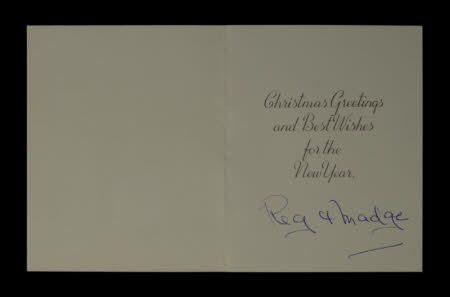 Christmas Greetings
and Best Wishes
for the
New Year.
Reg & Madge